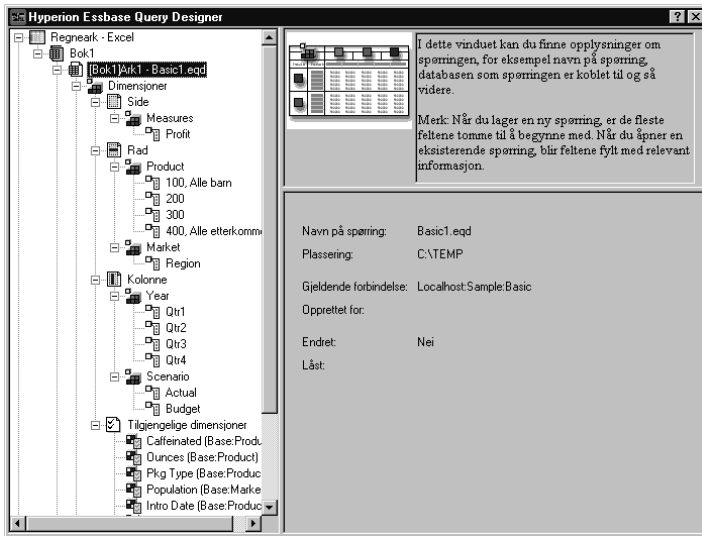 Hyperion Essbase Query Designer
Regneark - Excel
Bok1
[Bok1]Ark1 - Basic1.eqd
Dimensjoner
Side
Measures
Profit
Rad
Product
100, Alle barn
200
300
400, Alle etterkomme
Market
Region
Kolonne
Year
Qtr1
Qtr2
Qtr3
Qtr4
Scenario
Actual
Budget
Tilgjengelige dimensjoner
Caffeinated (Base:Produ
Ounces (Base:Product)
Pkg Type (Base:Produc
Population (Base:Marke
Intro Date (Base:Produc
I dette vinduet kan du finne opplysninger om
spørringen, for eksempel navn på spørring,
databasen som spørringen er koblet til og så
videre.
Merk: Når du lager en ny spørring, er de fleste
feltene tomme til å begynne med. Når du åpner en
eksisterende spørring, blir feltene fylt med relevant
informasjon.
Navn på spørring: Basic1.eqd
Plassering: C:\TEMP
Gjeldende forbindelse: Localhost:Sample:Basic
Opprettet for:
Endret: Nei
Låst: